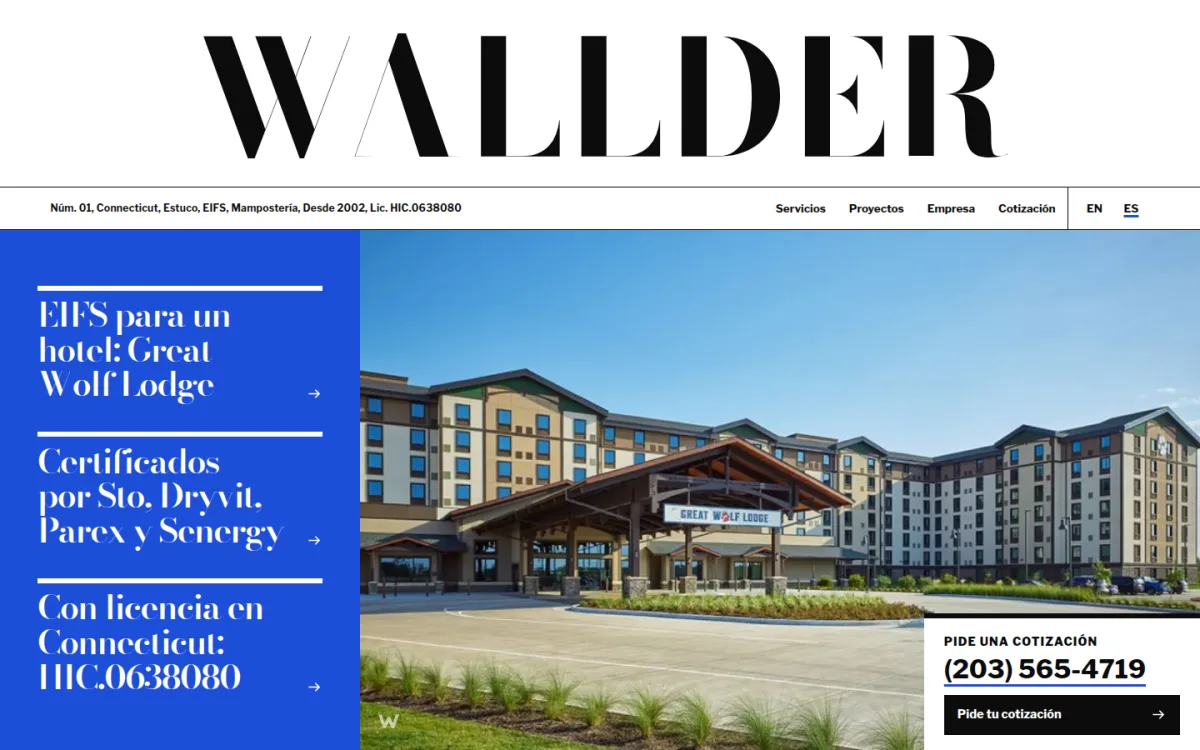 WALLDER
Núm. 01, Connecticut, Estuco, EIFS, Mampostería, Desde 2002, Lic. HIC.0638080
Servicios Proyectos Empresa Cotización EN ES
EIFS para un
hotel: Great
Wolf Lodge
Certificados
por Sto, Dryvit,
Parex y Senergy
Con licencia en
Connecticut:
HIC.0638080
GREAT WOLF LODGE
W
PIDE UNA COTIZACIÓN
(203) 565-4719
Pide tu cotización